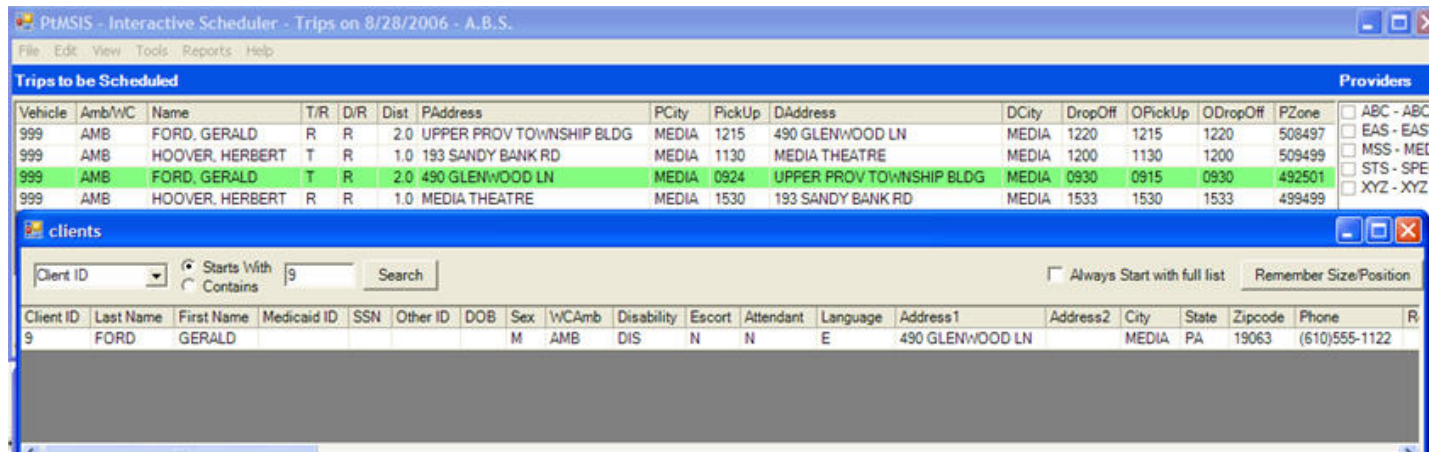 PtMSIS - Interactive Scheduler - Trips on 8/28/2006 - A.B.S.
File Edit View Tools Reports Help
Trips to be Scheduled Providers
Vehicle Amb/WC Name T/R D/R Dist PAddress PCity PickUp DAddress DCity DropOff OPickUp ODropOff PZone ABC - ABC
999 AMB FORD, GERALD R R 2.0 UPPER PROV TOWNSHIP BLDG MEDIA 1215 490 GLENWOOD LN MEDIA 1220 1215 1220 508497 EAS - EAS
999 AMB HOOVER, HERBERT T R 1.0 193 SANDY BANK RD MEDIA 1130 MEDIA THEATRE MEDIA 1200 1130 1200 509499 MSS - MED
999 AMB FORD, GERALD T R 2.0 490 GLENWOOD LN MEDIA 0924 UPPER PROV TOWNSHIP BLDG MEDIA 0930 0915 0930 492501 STS - SPE
999 AMB HOOVER, HERBERT R R 1.0 MEDIA THEATRE MEDIA 1530 193 SANDY BANK RD MEDIA 1533 1530 1533 499499 XYZ - XYZ
clients
Client ID Starts With 9 Search Always Start with full list Remember Size/Position
Contains
Client ID Last Name First Name Medicaid ID SSN Other ID DOB Sex WCAmb Disability Escort Attendant Language Address1 Address2 City State Zipcode Phone R
9 FORD GERALD M AMB DIS N N E 490 GLENWOOD LN MEDIA PA 19063 (610)555-1122